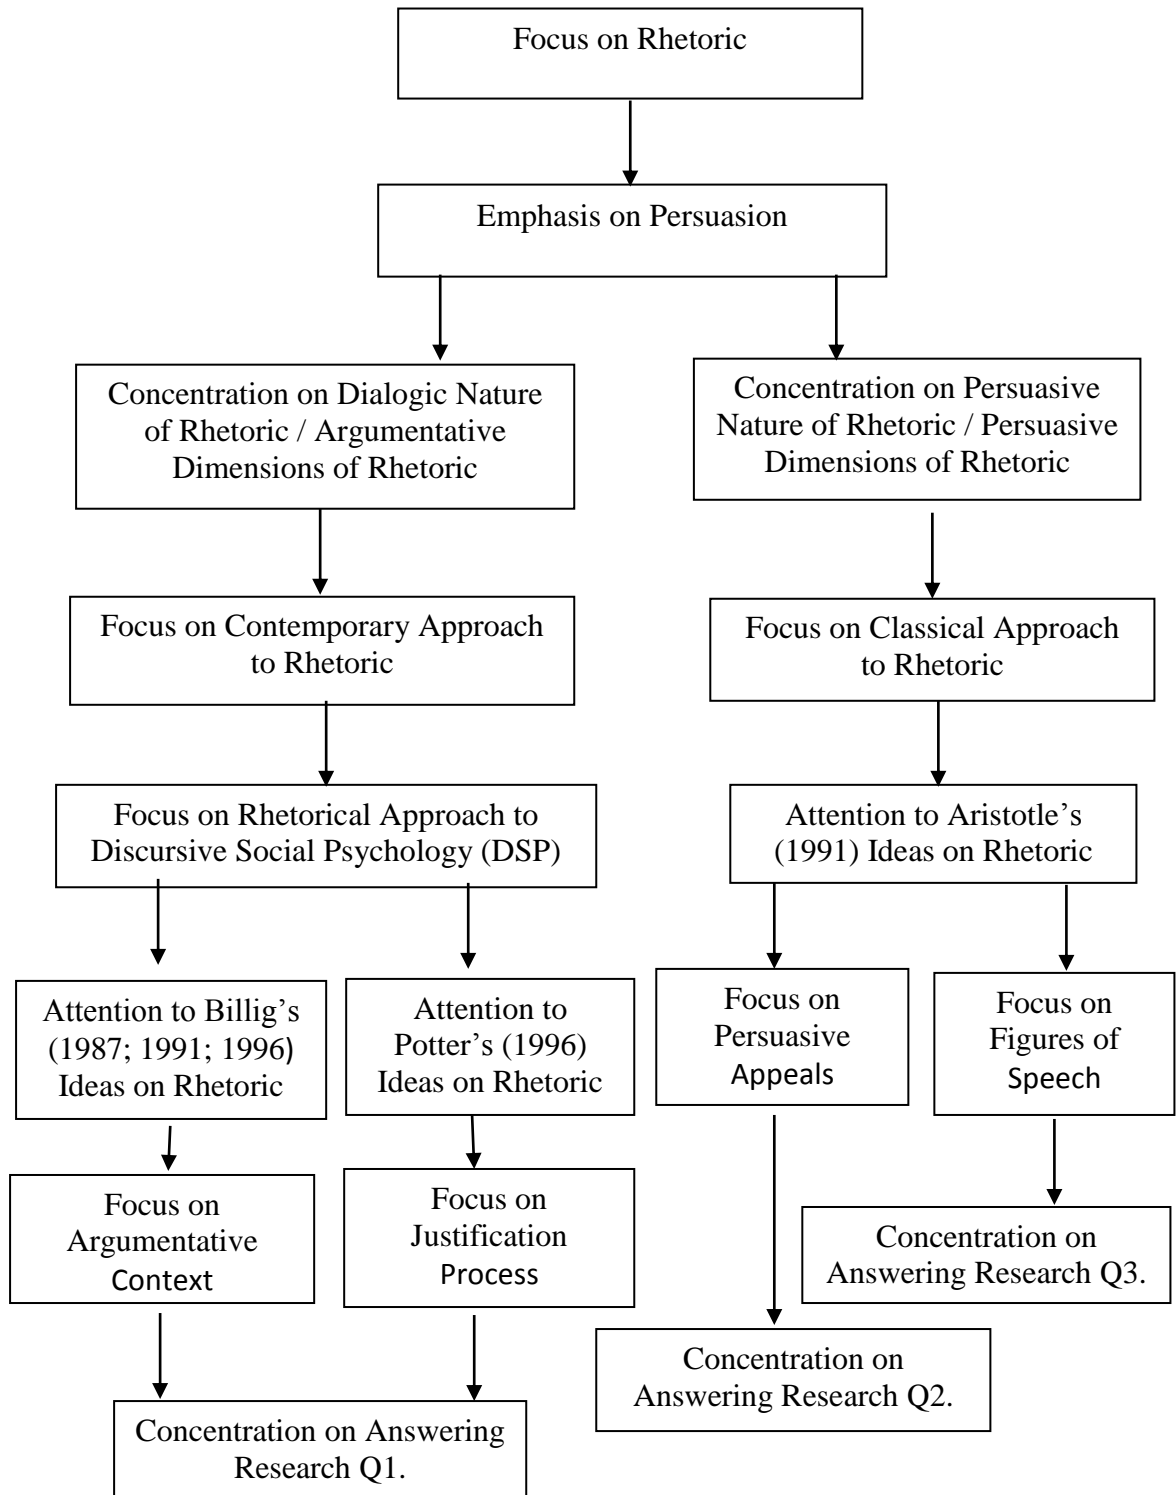 Focus on Rhetoric
Emphasis on Persuasion
Concentration on Dialogic Nature
of Rhetoric / Argumentative
Dimensions of Rhetoric
Concentration on Persuasive
Nature of Rhetoric / Persuasive
Dimensions of Rhetoric
Focus on Contemporary Approach
to Rhetoric
Focus on Classical Approach
to Rhetoric
Focus on Rhetorical Approach to
Discursive Social Psychology (DSP)
Attention to Aristotle’s
(1991) Ideas on Rhetoric
Attention to Billig’s
(1987; 1991; 1996)
Ideas on Rhetoric
Attention to
Potter’s (1996)
Ideas on Rhetoric
Focus on
Persuasive
Appeals
Focus on
Figures of
Speech
Focus on
Argumentative
Context
Focus on
Justification
Process
Concentration on
Answering Research Q3.
Concentration on
Answering Research Q2.
Concentration on Answering
Research Q1.